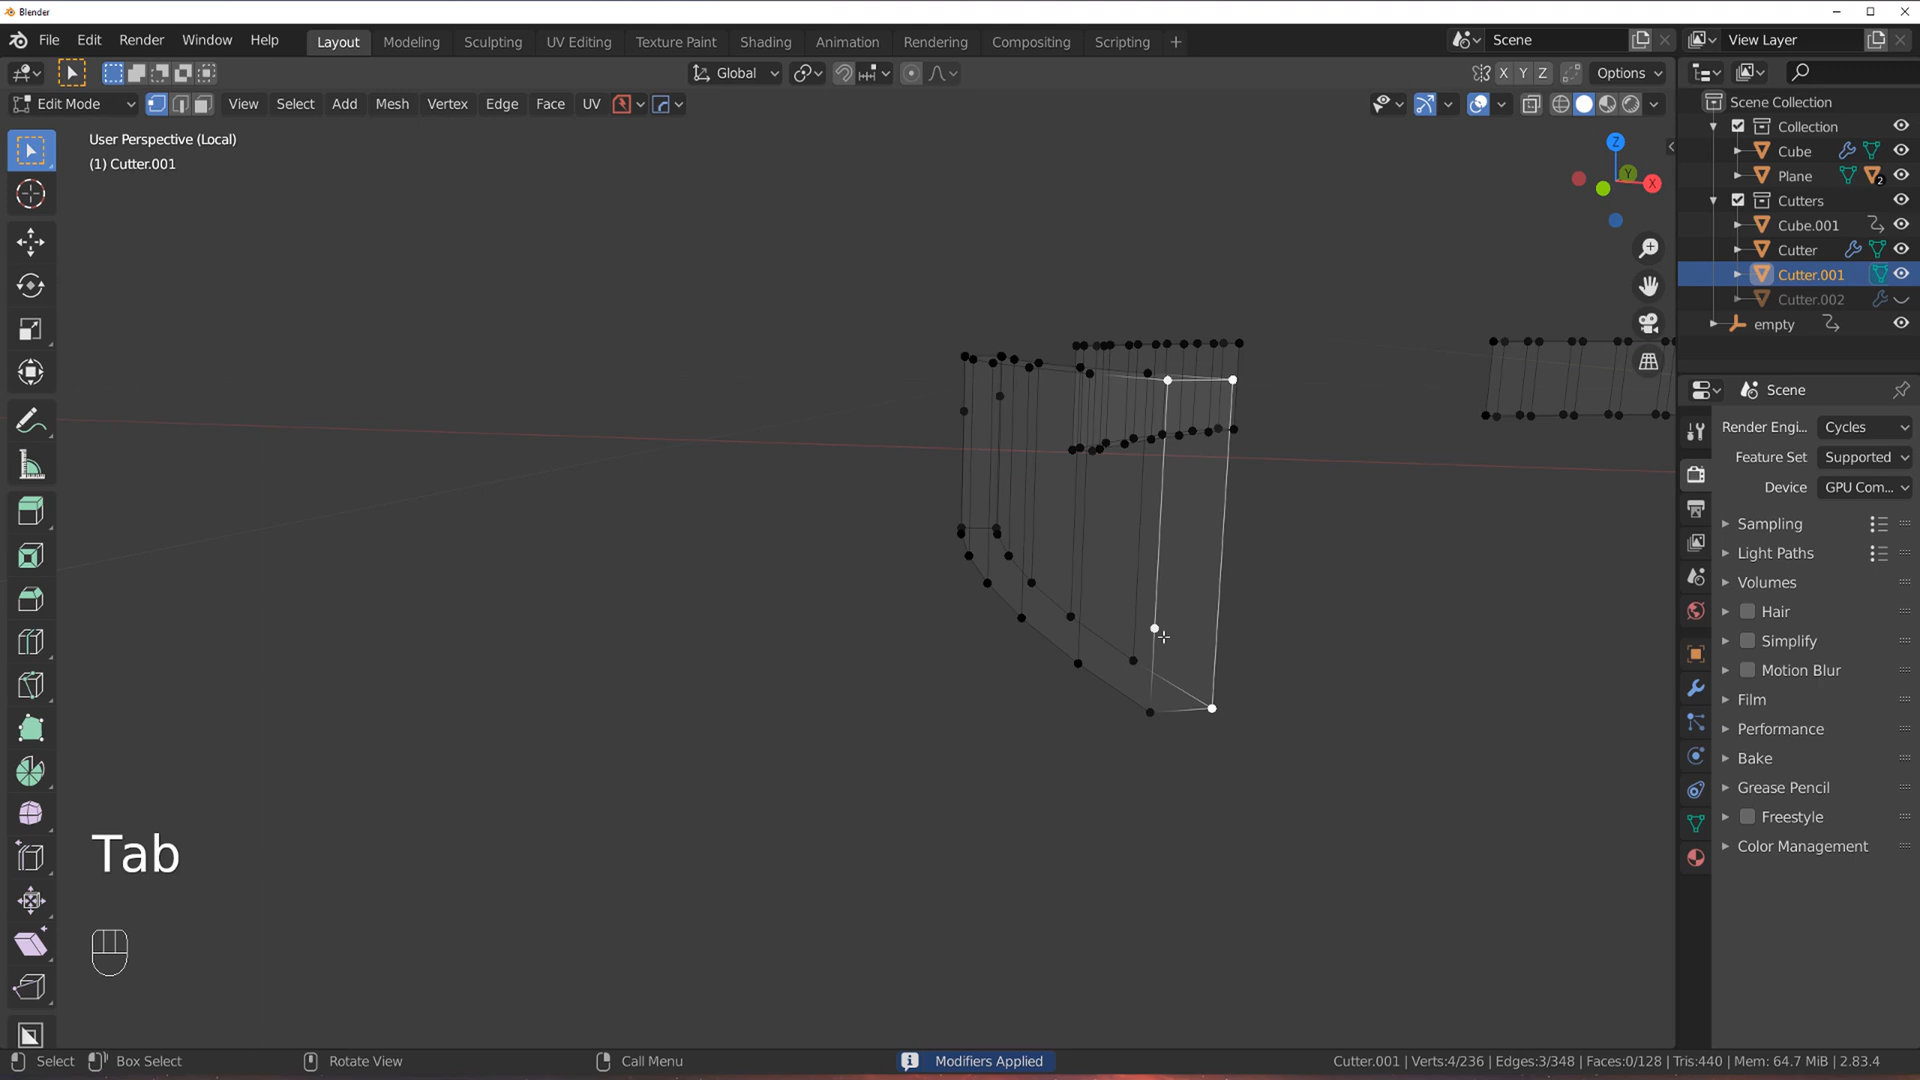 Blender
File Edit Render Window Help Layout Modeling Sculpting UV Editing Texture Paint Shading Animation Rendering Compositing Scripting + Scene View Layer
Global X Y Z Options
Edit Mode View Select Add Mesh Vertex Edge Face UV
User Perspective (Local)
(1) Cutter.001
Z
Y
X
Scene Collection
Collection
Cube
Plane 2
Cutters
Cube.001
Cutter
Cutter.001
Cutter.002
empty
Scene
Render Engi... Cycles
Feature Set Supported
Device GPU Com...
Sampling
Light Paths
Volumes
Hair
Simplify
Motion Blur
Film
Performance
Bake
Grease Pencil
Freestyle
Color Management
Tab
Select Box Select Rotate View Call Menu Modifiers Applied Cutter.001 | Verts:4/236 | Edges:3/348 | Faces:0/128 | Tris:440 | Mem: 64.7 MiB | 2.83.4